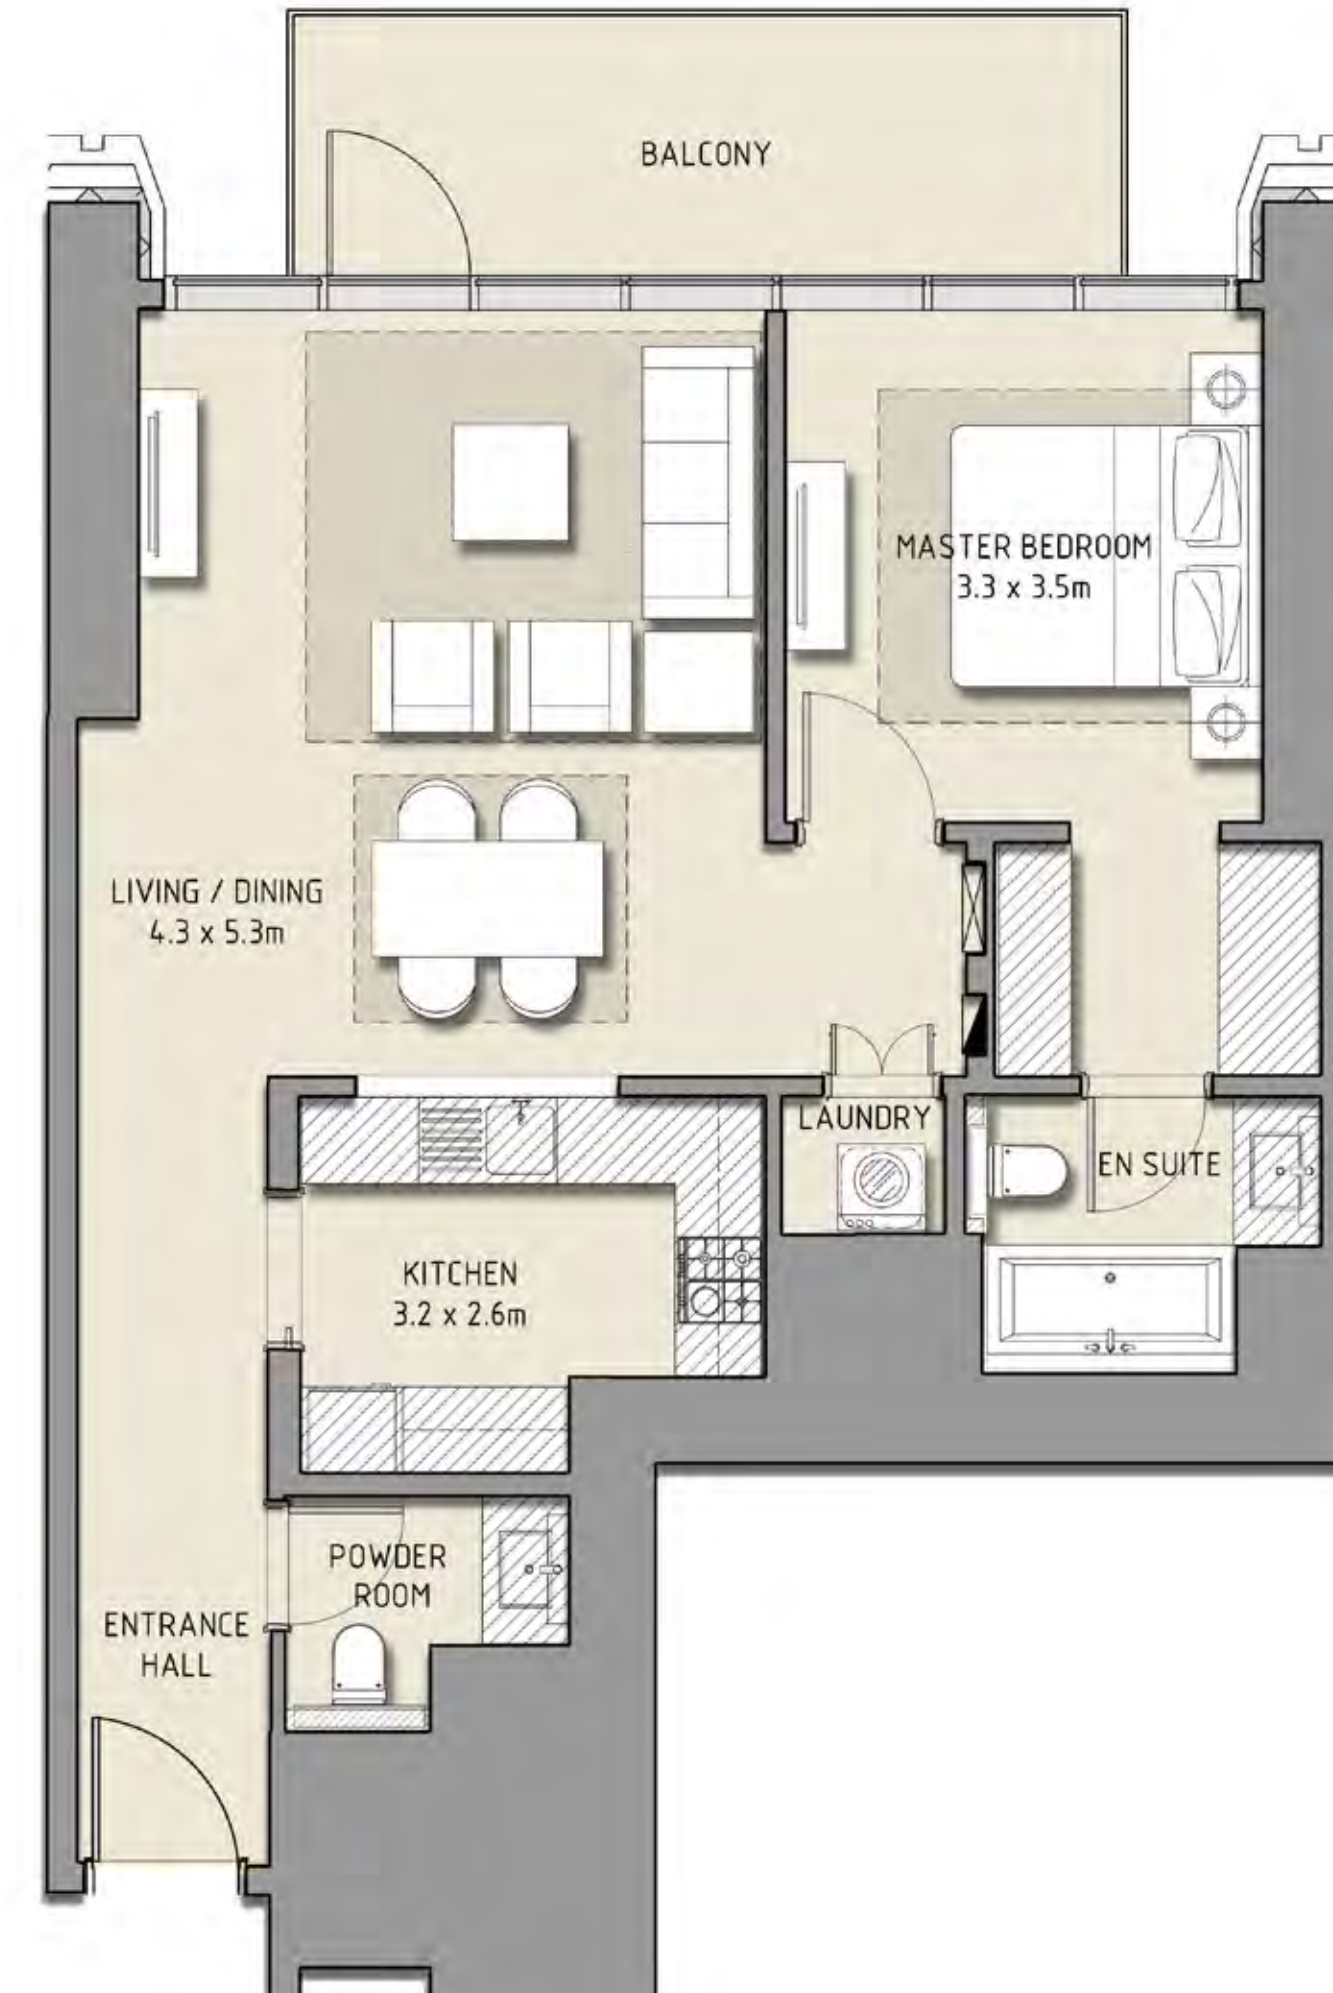 BALCONY
MASTER BEDROOM
3.3 x 3.5m
LIVING / DINING
4.3 x 5.3m
LAUNDRY
EN SUITE
KITCHEN
3.2 x 2.6m
POWDER
ROOM
ENTRANCE
HALL